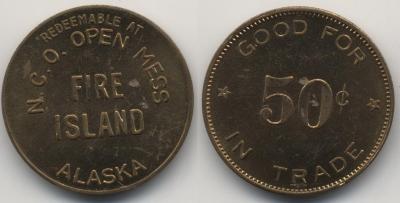 REDEEMABLE AT
N.C.O. OPEN MESS
FIRE
ISLAND
ALASKA
GOOD FOR
50¢
IN TRADE